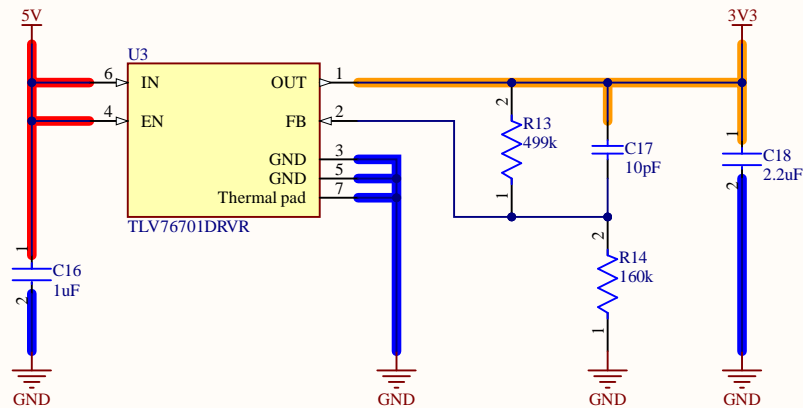 5V
3V3
U3
6
IN
OUT
1
4
EN
FB
2
GND
3
GND
5
Thermal pad
7
TLV76701DRVR
2
R13
499k
1
C17
10pF
1
C18
2.2uF
2
1
C16
1uF
2
2
R14
160k
1
GND
GND
GND
GND